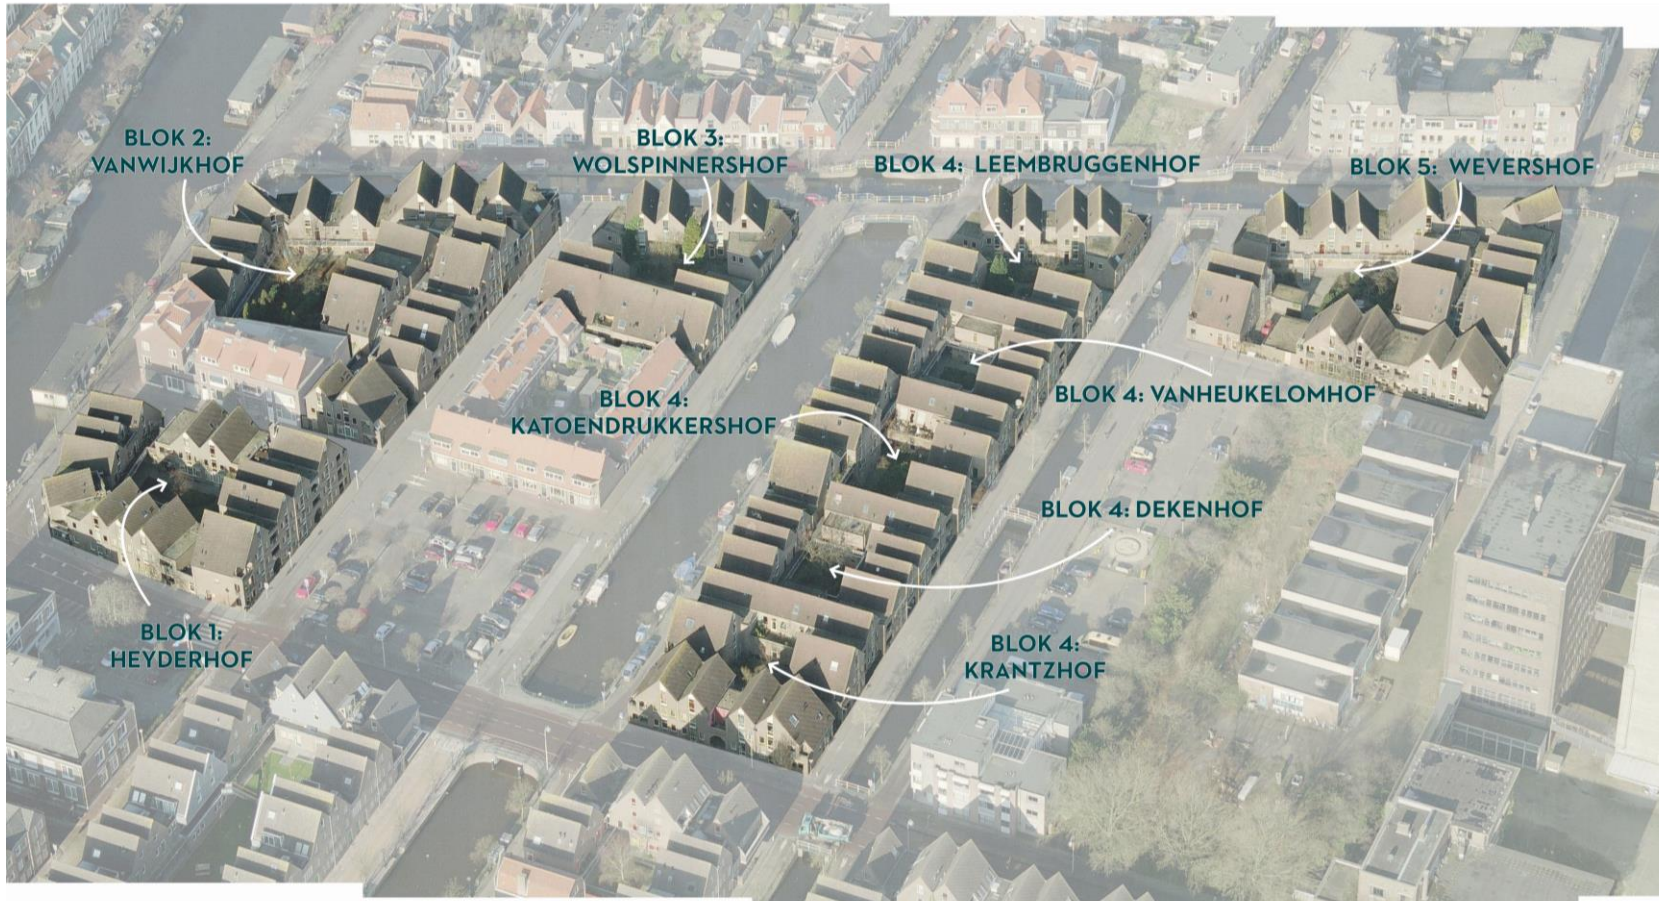 BLOK 2:
VANWIJKHOF
BLOK 3:
WOLSPINNERSHOF
BLOK 4: LEEMBRUGGENHOF
BLOK 5: WEVERSHOF
BLOK 4: VANHEUKELOMHOF
BLOK 4:
KATOENDRUKKERSHOF
BLOK 4: DEKENHOF
BLOK 1:
HEYDERHOF
BLOK 4:
KRANTZHOF